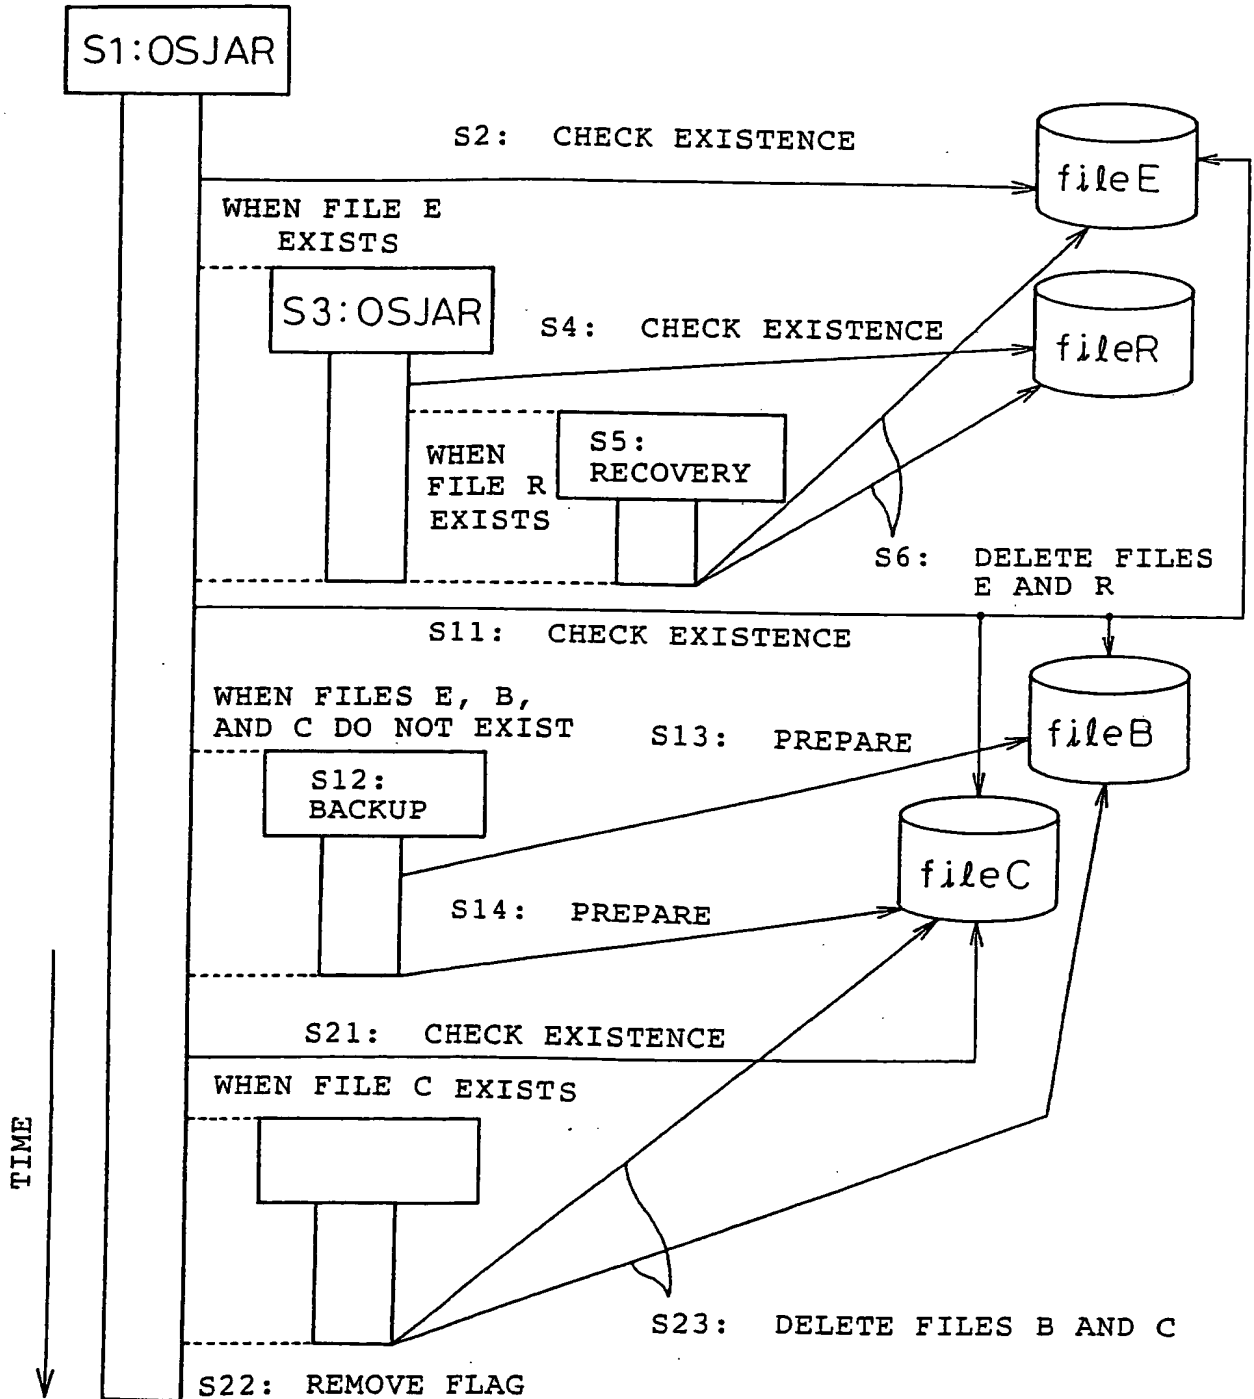 S1:OSJAR
S2: CHECK EXISTENCE
fileE
WHEN FILE E
EXISTS
S3:OSJAR
S4: CHECK EXISTENCE
fileR
WHEN
FILE R
EXISTS
S5:
RECOVERY
S6: DELETE FILES
E AND R
S11: CHECK EXISTENCE
WHEN FILES E, B,
AND C DO NOT EXIST
S13: PREPARE
fileB
S12:
BACKUP
fileC
S14: PREPARE
S21: CHECK EXISTENCE
WHEN FILE C EXISTS
TIME
S23: DELETE FILES B AND C
S22: REMOVE FLAG